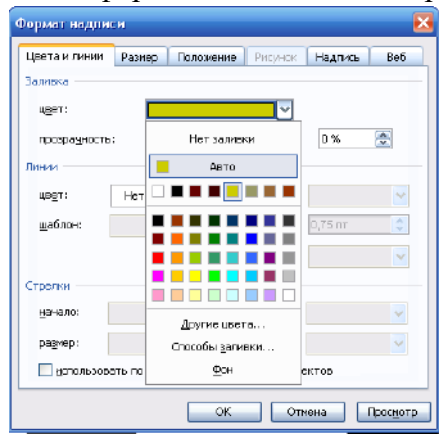 Формат надписи
Цвета и линии Размер Положение Рисунок Надпись Веб
Заливка
цвет:
прозрачность: Нет заливки 0 %
Авто
Линии
цвет: Нет
шаблон: 0,75 пт
Стрелки
начало:
Другие цвета...
размер: Способы заливки...
использовать по Фон ектов
ОК Отмена Просмотр